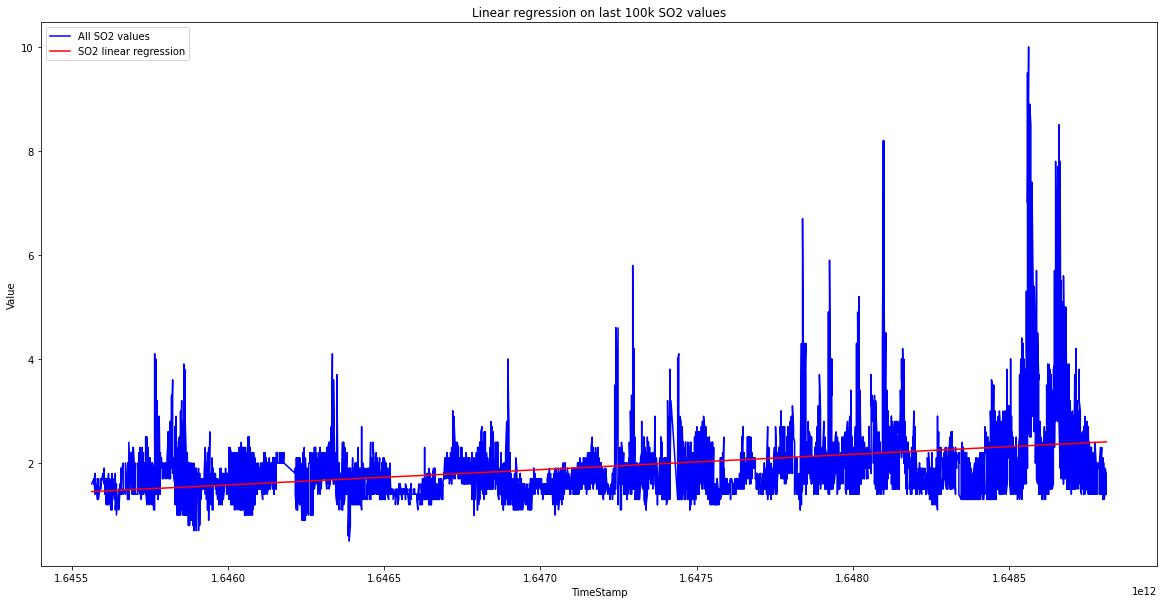 Linear regression on last 100k SO2 values
All SO2 values
SO2 linear regression
10
8
6
4
2
Value
1.6455 1.6460 1.6465 1.6470 1.6475 1.6480 1.6485
1e12
TimeStamp